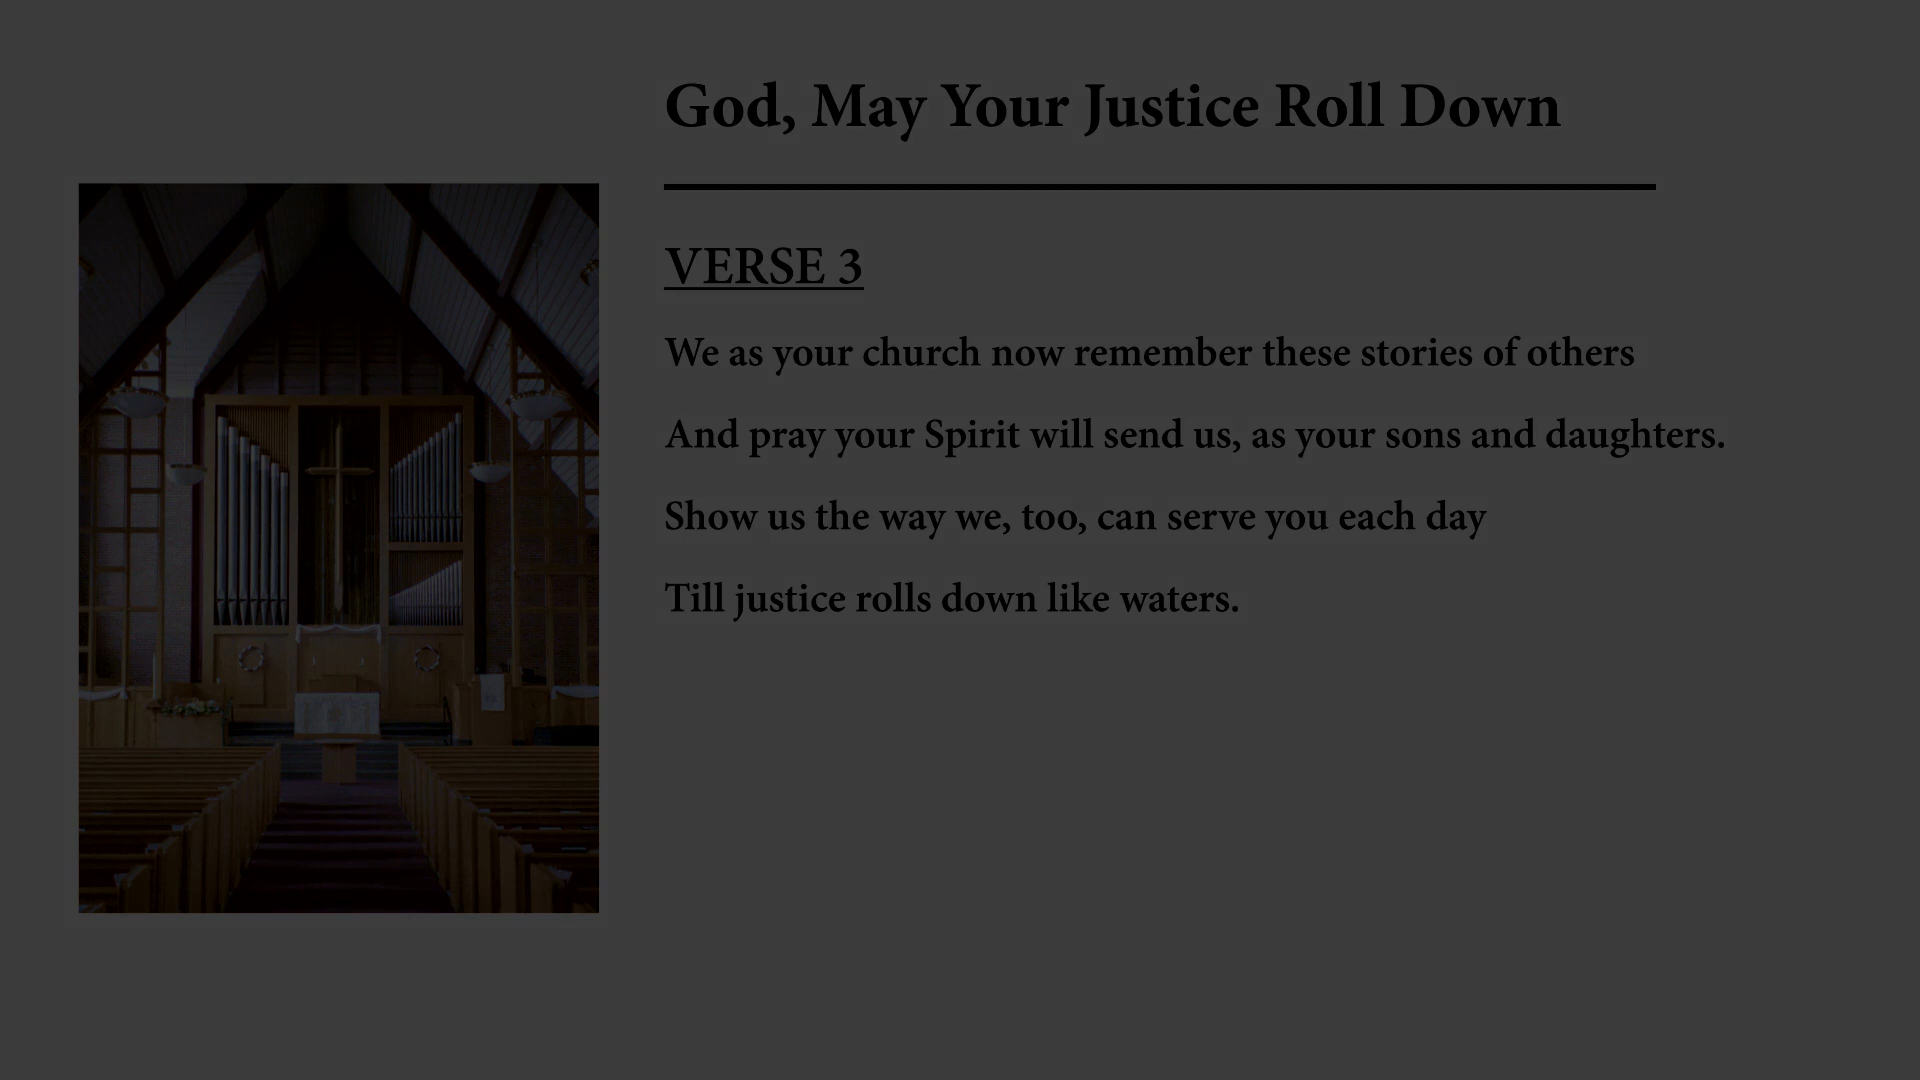 God, May Your Justice Roll Down
VERSE 3
We as your church now remember these stories of others
And pray your Spirit will send us, as your sons and daughters.
Show us the way we, too, can serve you each day
Till justice rolls down like waters.